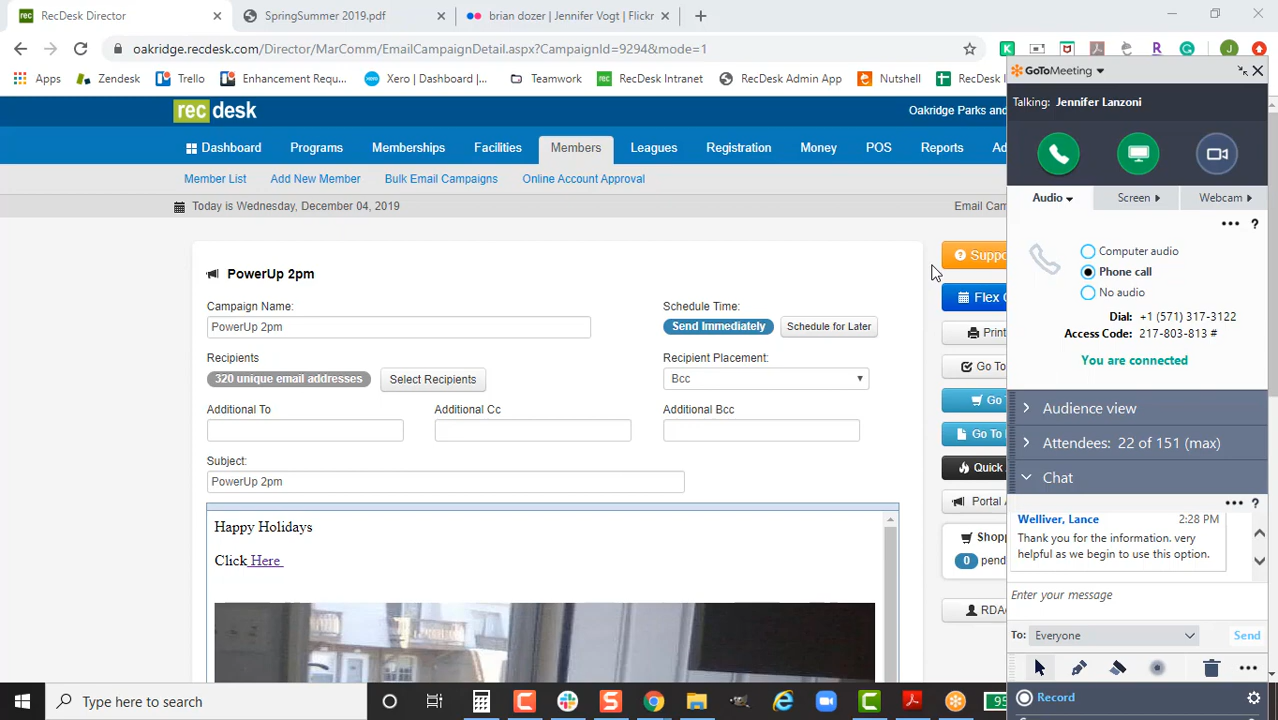 RecDesk Director
SpringSummer 2019.pdf
brian dozer | Jennifer Vogt | Flickr
oakridge.recdesk.com/Director/MarComm/EmailCampaignDetail.aspx?CampaignId=9294&mode=1
Apps
Zendesk
Trello
Enhancement Requ...
Xero | Dashboard |...
Teamwork
RecDesk Intranet
RecDesk Admin App
Nutshell
RecDesk I
rec desk
Oakridge Parks and
Dashboard
Programs
Memberships
Facilities
Members
Leagues
Registration
Money
POS
Reports
Ad
Member List
Add New Member
Bulk Email Campaigns
Online Account Approval
Today is Wednesday, December 04, 2019
Email Cam
PowerUp 2pm
Campaign Name:
PowerUp 2pm
Schedule Time:
Send Immediately
Schedule for Later
Recipients
320 unique email addresses
Select Recipients
Recipient Placement:
Bcc
Additional To
Additional Cc
Additional Bcc
Subject:
PowerUp 2pm
Happy Holidays
Click Here
Suppo
Flex C
Print
Go To
Go T
Go To
Quick
Portal A
Shopp
0 pend
RDA
GoToMeeting
Talking: Jennifer Lanzoni
Audio
Screen
Webcam
?
Computer audio
Phone call
No audio
Dial: +1 (571) 317-3122
Access Code: 217-803-813 #
You are connected
Audience view
Attendees: 22 of 151 (max)
Chat
?
Welliver, Lance 2:28 PM
Thank you for the information. very
helpful as we begin to use this option.
Enter your message
To: Everyone
Send
Record
Type here to search
95